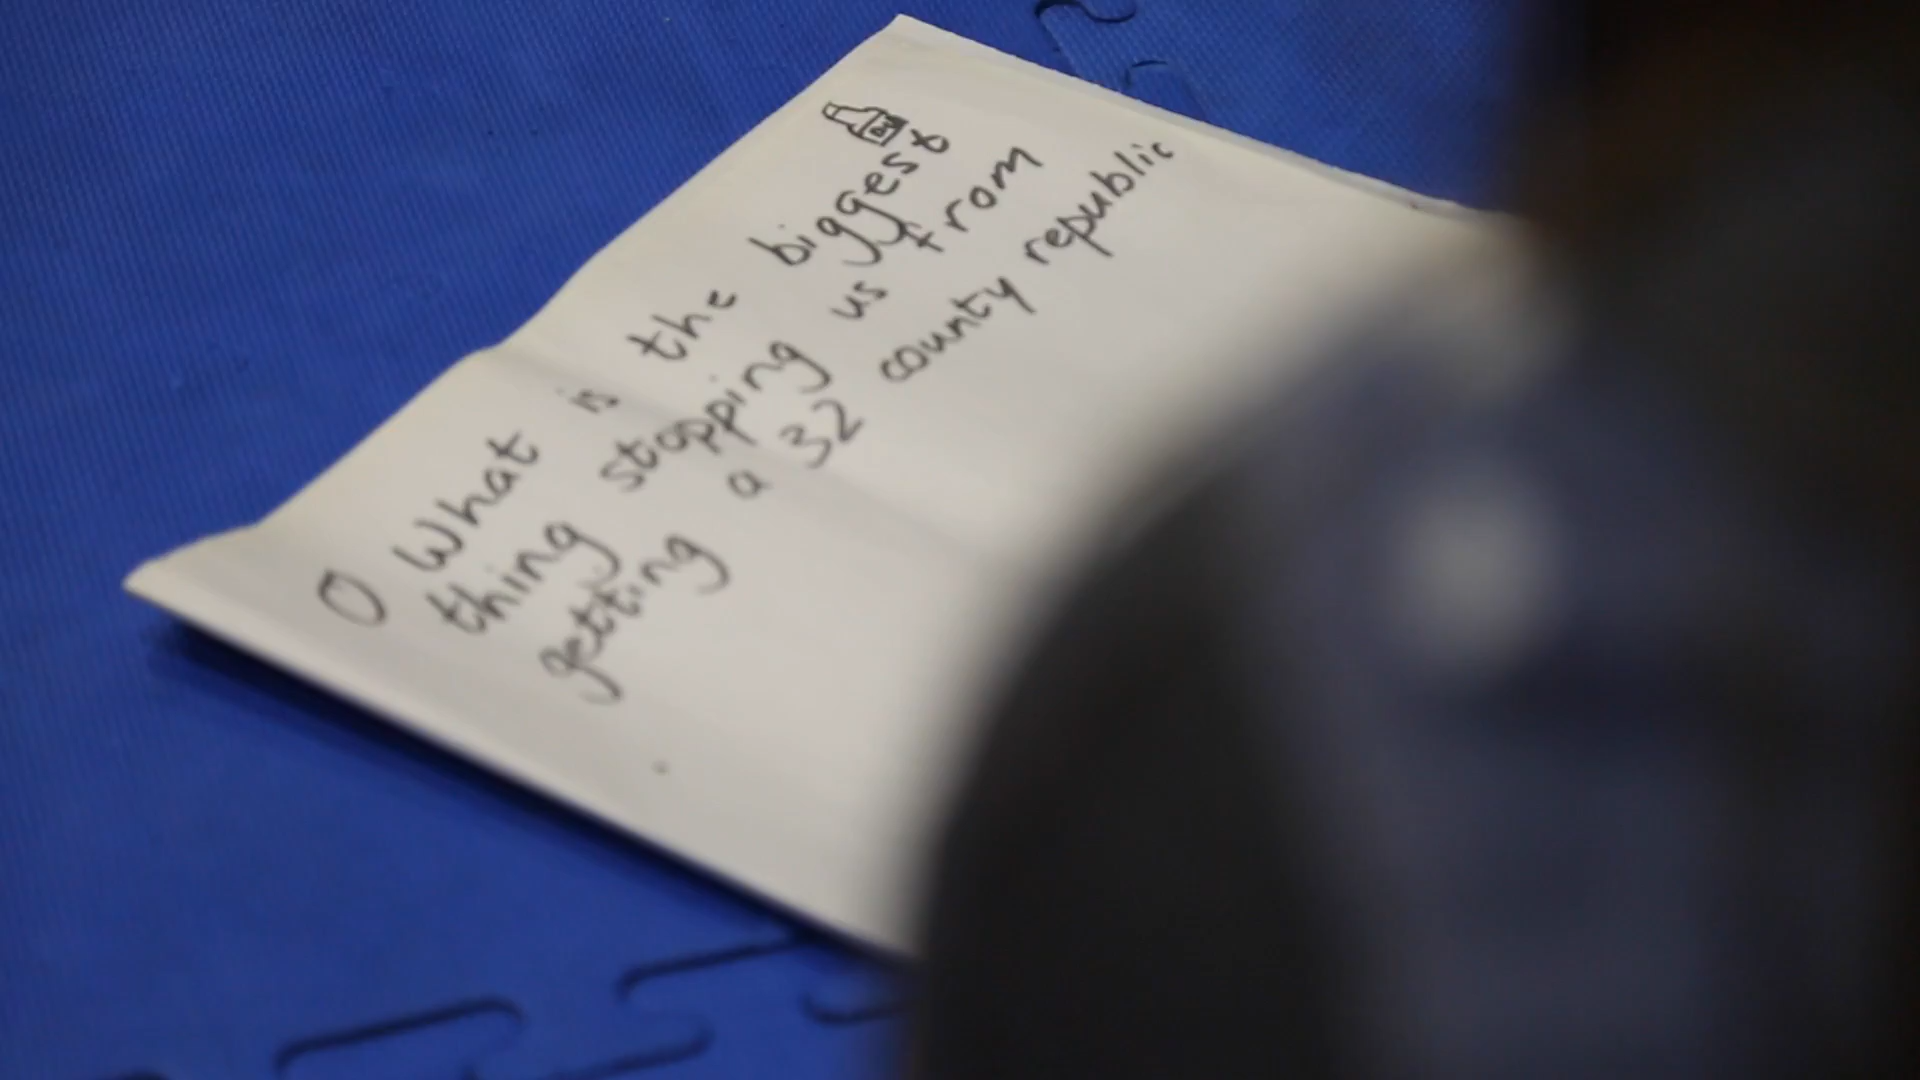 O What is the biggest
thing stopping us from
getting a 32 county republic